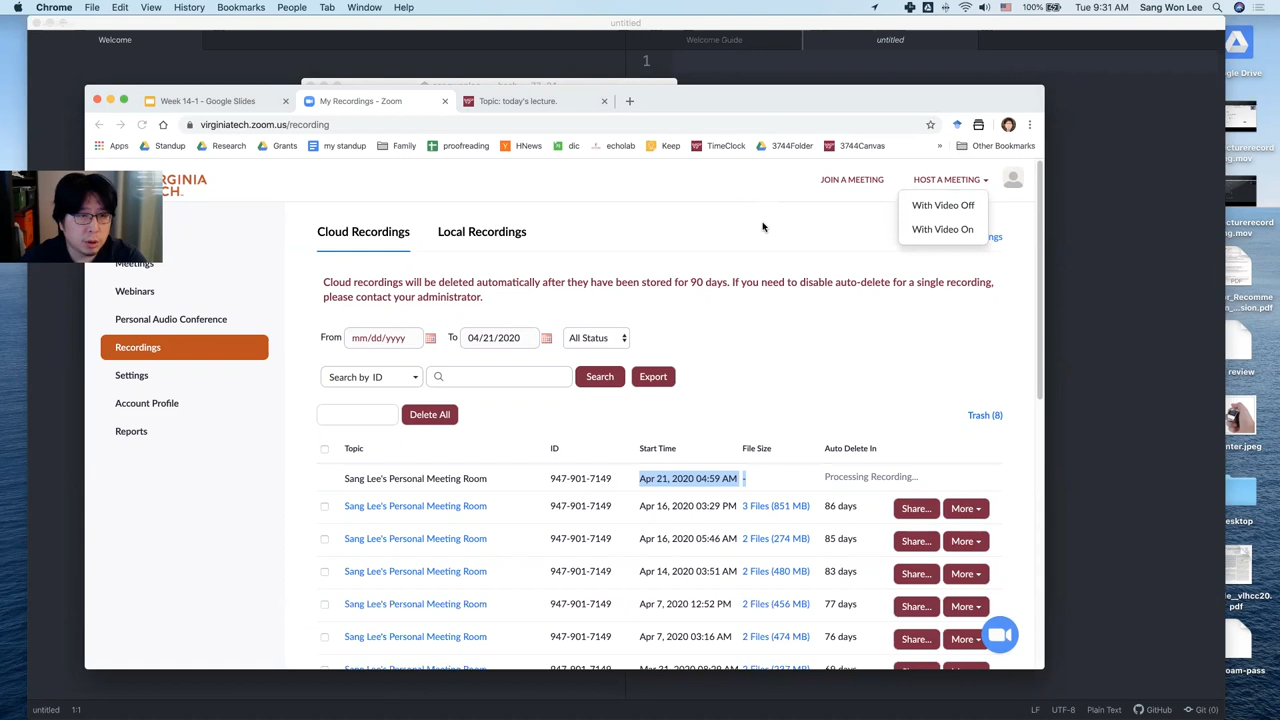 Chrome File Edit View History Bookmarks People Tab Window Help 100% Tue 9:31 AM Sang Won Lee
untitled
Welcome Welcome Guide untitled
1
Week 14-1 - Google Slides My Recordings - Zoom Topic: today's lecture.
virginiatech.zoom.us/recording
Apps Standup Research Grants my standup Family proofreading HNews dic echolab Keep TimeClock 3744Folder 3744Canvas » Other Bookmarks
JOIN A MEETING HOST A MEETING
With Video Off
With Video On
Cloud Recordings Local Recordings
Meetings
Webinars
Personal Audio Conference
Recordings
Settings
Account Profile
Reports
Cloud recordings will be deleted automatically after they have been stored for 90 days. If you need to disable auto-delete for a single recording,
please contact your administrator.
From mm/dd/yyyy To 04/21/2020 All Status
Search by ID Search Export
Delete All Trash (8)
Topic ID Start Time File Size Auto Delete In
Sang Lee's Personal Meeting Room 947-901-7149 Apr 21, 2020 04:59 AM - Processing Recording...
Sang Lee's Personal Meeting Room 947-901-7149 Apr 16, 2020 03:29 PM 3 Files (851 MB) 86 days Share... More
Sang Lee's Personal Meeting Room 947-901-7149 Apr 16, 2020 05:46 AM 2 Files (274 MB) 85 days Share... More
Sang Lee's Personal Meeting Room 947-901-7149 Apr 14, 2020 03:51 AM 2 Files (480 MB) 83 days Share... More
Sang Lee's Personal Meeting Room 947-901-7149 Apr 7, 2020 12:52 PM 2 Files (456 MB) 77 days Share... More
Sang Lee's Personal Meeting Room 947-901-7149 Apr 7, 2020 03:16 AM 2 Files (474 MB) 76 days Share... More
untitled 1:1 LF UTF-8 Plain Text GitHub Git (0)